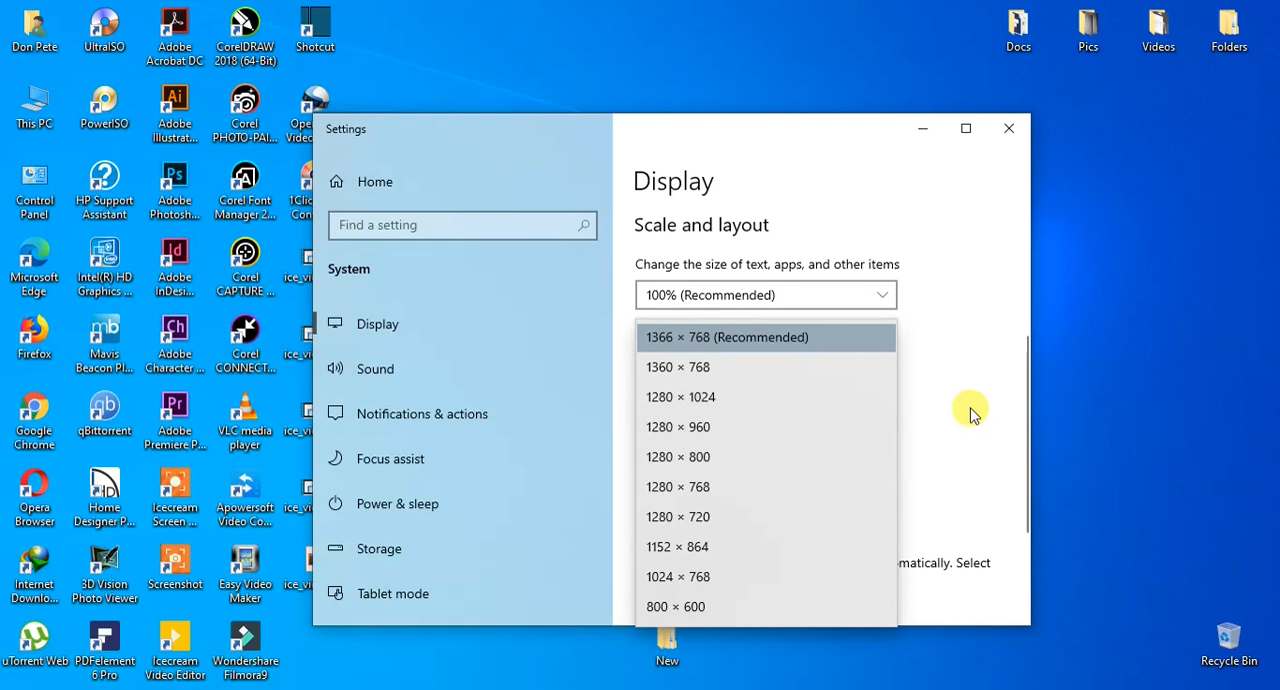 Don Pete
UltraISO
Adobe
Acrobat DC
CorelDRAW
2018 (64-Bit)
Shotcut
Docs
Pics
Videos
Folders
This PC
PowerISO
Adobe
Illustrat...
Corel
PHOTO-PAI...
Control
Panel
HP Support
Assistant
Adobe
Photosh...
Corel Font
Manager 2...
Microsoft
Edge
Intel(R) HD
Graphics ...
Adobe
InDesi...
Corel
CAPTURE ...
ice_vi
Firefox
Mavis
Beacon Pl...
Adobe
Character ...
Corel
CONNECT...
ice_vi
Google
Chrome
qBittorrent
Adobe
Premiere P...
VLC media
player
ice_vi
Opera
Browser
Home
Designer P...
Icecream
Screen ...
Apowersoft
Video Co...
ice_vi
Internet
Downlo...
3D Vision
Photo Viewer
Screenshot
Easy Video
Maker
ice_vi
uTorrent Web
PDFelement
6 Pro
Icecream
Video Editor
Wondershare
Filmora9
New
Recycle Bin
Settings
Home
Find a setting
System
Display
Sound
Notifications & actions
Focus assist
Power & sleep
Storage
Tablet mode
Display
Scale and layout
Change the size of text, apps, and other items
100% (Recommended)
1366 × 768 (Recommended)
1360 × 768
1280 × 1024
1280 × 960
1280 × 800
1280 × 768
1280 × 720
1152 × 864
1024 × 768
800 × 600
matically. Select